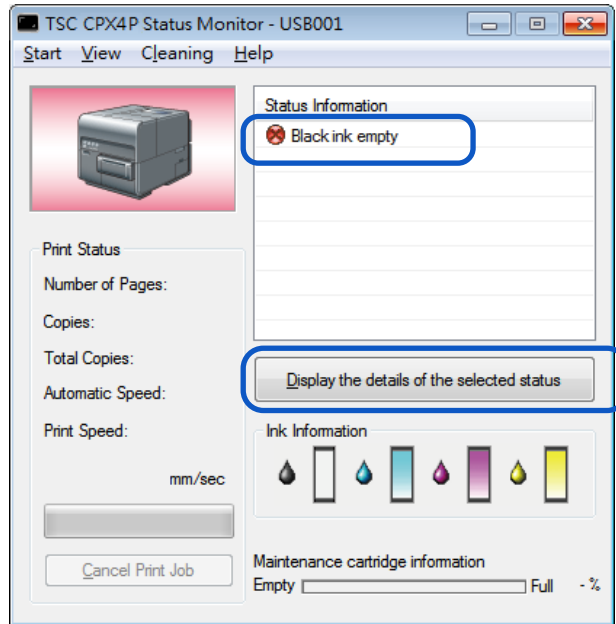 TSC CPX4P Status Monitor - USB001
Start View Cleaning Help
Status Information
Black ink empty
Print Status
Number of Pages:
Copies:
Total Copies:
Automatic Speed:
Print Speed:
mm/sec
Cancel Print Job
Display the details of the selected status
Ink Information
Maintenance cartridge information
Empty Full - %